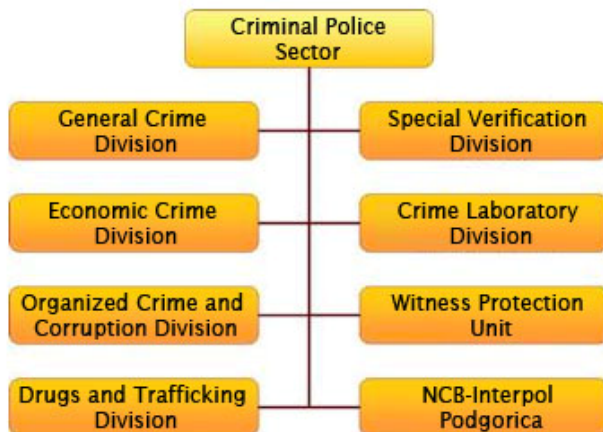 Criminal Police
Sector
General Crime
Division
Special Verification
Division
Economic Crime
Division
Crime Laboratory
Division
Organized Crime and
Corruption Division
Witness Protection
Unit
Drugs and Trafficking
Division
NCB-Interpol
Podgorica